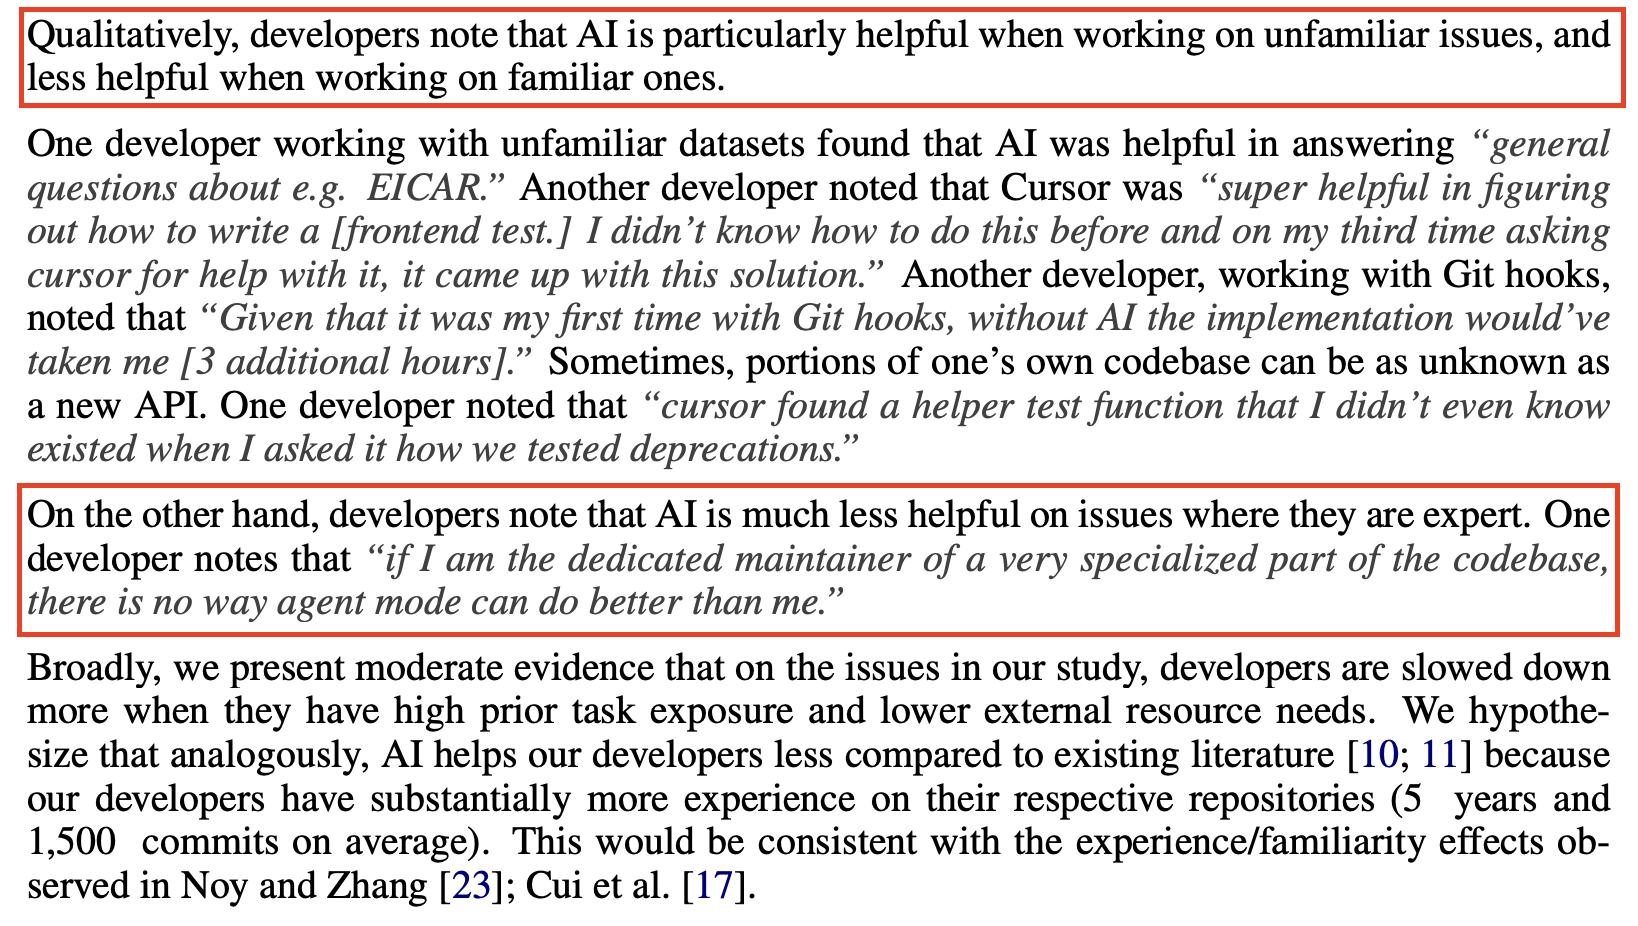 Qualitatively, developers note that AI is particularly helpful when working on unfamiliar issues, and
less helpful when working on familiar ones.
One developer working with unfamiliar datasets found that AI was helpful in answering “general
questions about e.g. EICAR.” Another developer noted that Cursor was “super helpful in figuring
out how to write a [frontend test.] I didn’t know how to do this before and on my third time asking
cursor for help with it, it came up with this solution.” Another developer, working with Git hooks,
noted that “Given that it was my first time with Git hooks, without AI the implementation would’ve
taken me [3 additional hours].” Sometimes, portions of one’s own codebase can be as unknown as
a new API. One developer noted that “cursor found a helper test function that I didn’t even know
existed when I asked it how we tested deprecations.”
On the other hand, developers note that AI is much less helpful on issues where they are expert. One
developer notes that “if I am the dedicated maintainer of a very specialized part of the codebase,
there is no way agent mode can do better than me.”
Broadly, we present moderate evidence that on the issues in our study, developers are slowed down
more when they have high prior task exposure and lower external resource needs. We hypothe-
size that analogously, AI helps our developers less compared to existing literature [10; 11] because
our developers have substantially more experience on their respective repositories (5 years and
1,500 commits on average). This would be consistent with the experience/familiarity effects ob-
served in Noy and Zhang [23]; Cui et al. [17].